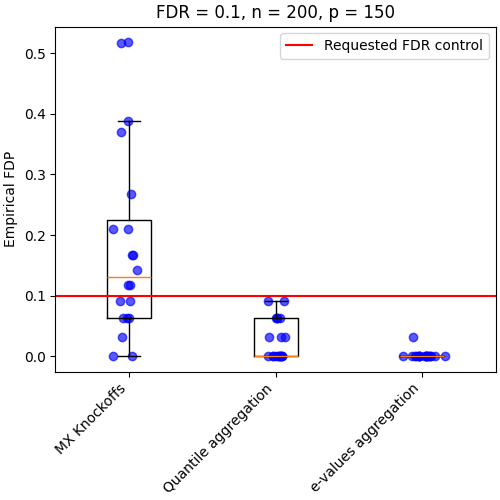 FDR = 0.1, n = 200, p = 150
Requested FDR control
Empirical FDP
0.5
0.4
0.3
0.2
0.1
0.0
MX Knockoffs
Quantile aggregation
e-values aggregation